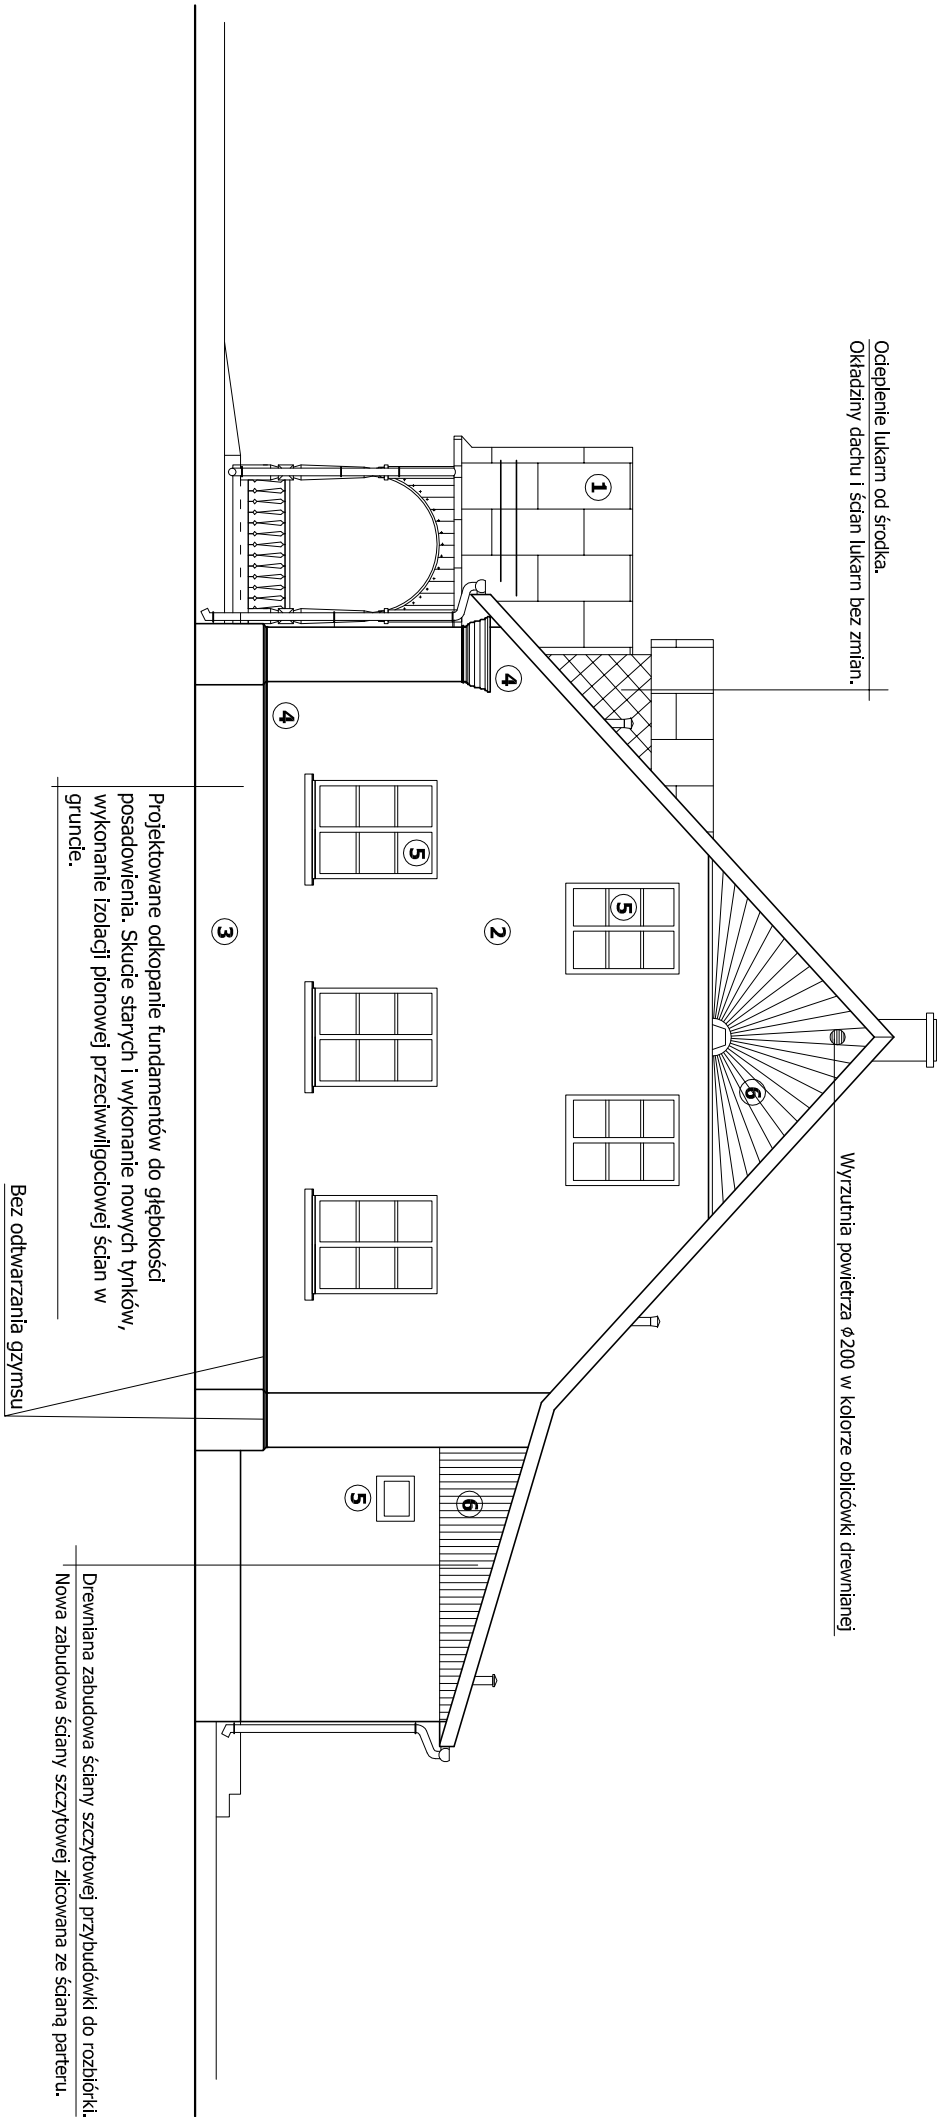 Ocieplenie lukarn od środka.
Okładziny dachu i ścian lukarn bez zmian.
1
4
4
5
5
2
3
6
Wyrzutnia powietrza ϕ200 w kolorze oblicówki drewnianej
Projektowane odkopanie fundamentów do głębokości
posadowienia. Skucie starych i wykonanie nowych tynków,
wykonanie izolacji pionowej przeciwwilgociowej ścian w
gruncie.
Bez odtwarzania gzymsu
5
6
Drewniana zabudowa ściany szczytowej przybudówki do rozbiórki.
Nowa zabudowa ściany szczytowej zlicowana ze ścianą parteru.